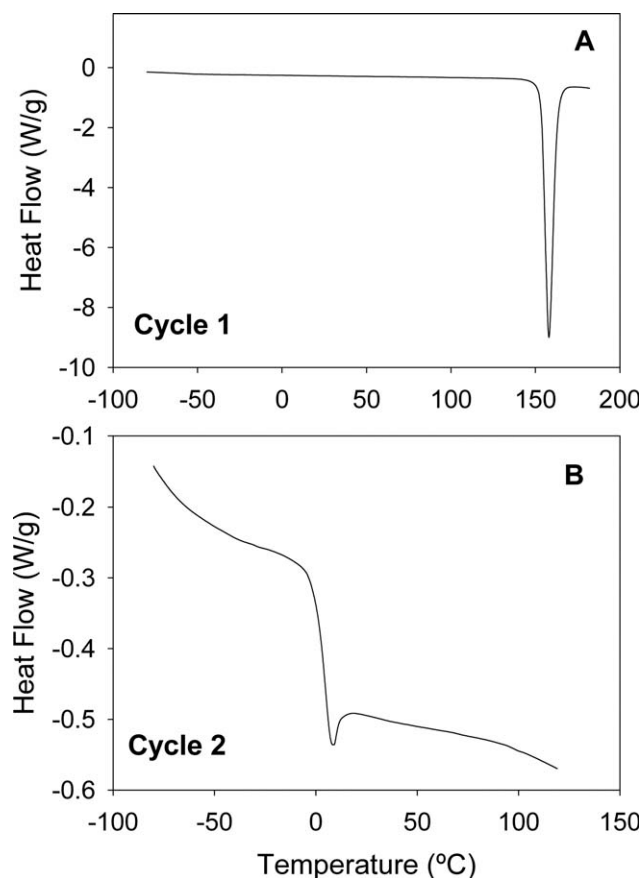 A
0
-2
-4
-6
-8
-10
Heat Flow (W/g)
Cycle 1
-100 -50 0 50 100 150 200
-0.1
B
-0.2
-0.3
-0.4
-0.5
-0.6
Heat Flow (W/g)
Cycle 2
-100 -50 0 50 100 150
Temperature (ºC)